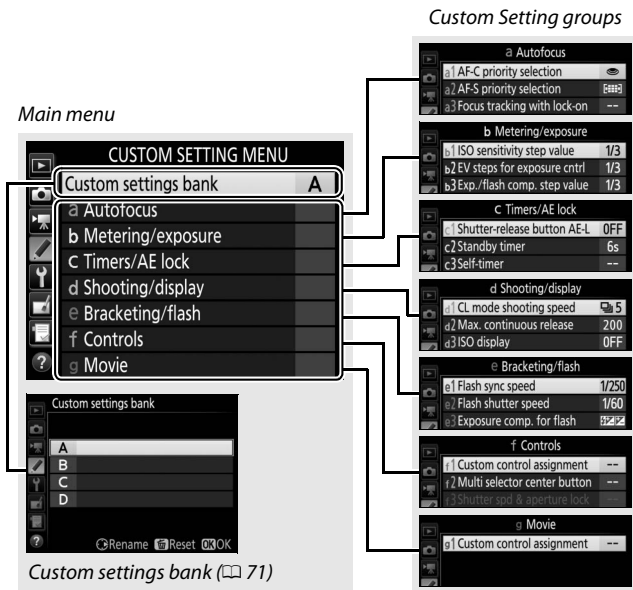 Custom Setting groups
Main menu
CUSTOM SETTING MENU
Custom settings bank A
a Autofocus
b Metering/exposure
c Timers/AE lock
d Shooting/display
e Bracketing/flash
f Controls
g Movie
Custom settings bank
A
B
C
D
Rename Reset OK OK
Custom settings bank (71)
a Autofocus
a1 AF-C priority selection
a2 AF-S priority selection
a3 Focus tracking with lock-on --
b Metering/exposure
b1 ISO sensitivity step value 1/3
b2 EV steps for exposure cntrl 1/3
b3 Exp./flash comp. step value 1/3
c Timers/AE lock
c1 Shutter-release button AE-L OFF
c2 Standby timer 6s
c3 Self-timer --
d Shooting/display
d1 CL mode shooting speed 5
d2 Max. continuous release 200
d3 ISO display OFF
e Bracketing/flash
e1 Flash sync speed 1/250
e2 Flash shutter speed 1/60
e3 Exposure comp. for flash
f Controls
f1 Custom control assignment --
f2 Multi selector center button --
f3 Shutter spd & aperture lock
g Movie
g1 Custom control assignment --